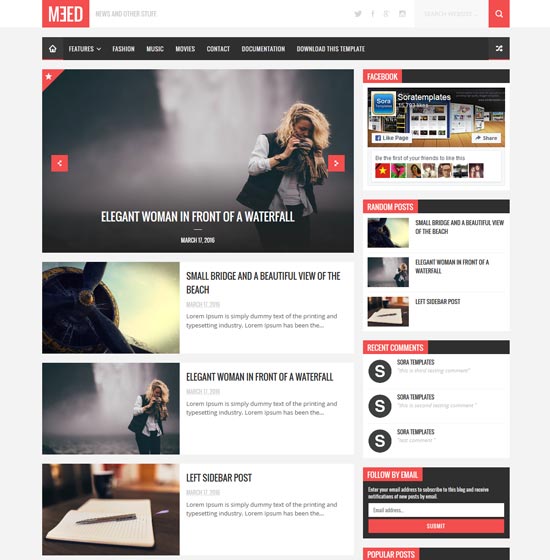 MEED
NEWS AND OTHER STUFF
SEARCH WEBSITE...
FEATURES
FASHION
MUSIC
MOVIES
CONTACT
DOCUMENTATION
DOWNLOAD THIS TEMPLATE
ELEGANT WOMAN IN FRONT OF A WATERFALL
MARCH 17, 2016
SMALL BRIDGE AND A BEAUTIFUL VIEW OF THE
BEACH
MARCH 17, 2016
Lorem Ipsum is simply dummy text of the printing and
typesetting industry. Lorem Ipsum has been the...
ELEGANT WOMAN IN FRONT OF A WATERFALL
MARCH 17, 2016
Lorem Ipsum is simply dummy text of the printing and
typesetting industry. Lorem Ipsum has been the...
LEFT SIDEBAR POST
MARCH 17, 2016
Lorem Ipsum is simply dummy text of the printing and
typesetting industry. Lorem Ipsum has been the...
FACEBOOK
Sora
Templates
Soratemplates
15,793 likes
Like Page
Share
Be the first of your friends to like this
RANDOM POSTS
SMALL BRIDGE AND A BEAUTIFUL VIEW
OF THE BEACH
ELEGANT WOMAN IN FRONT OF A
WATERFALL
LEFT SIDEBAR POST
RECENT COMMENTS
S
SORA TEMPLATES
"this is third testing comment"
S
SORA TEMPLATES
"this is second testing comment "
S
SORA TEMPLATES
"test comment "
FOLLOW BY EMAIL
Enter your email address to subscribe to this blog and receive
notifications of new posts by email.
Email address...
SUBMIT
POPULAR POSTS